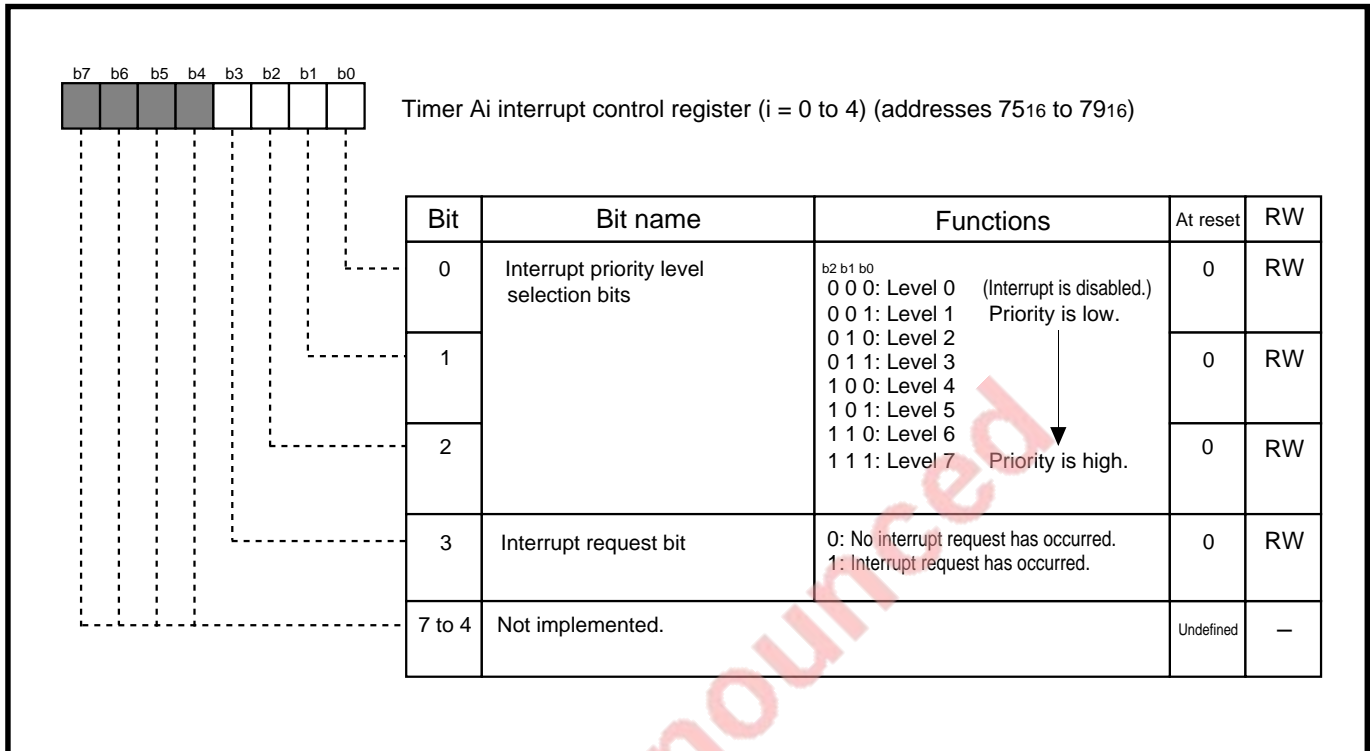 b7 b6 b5 b4 b3 b2 b1 b0
Timer Ai interrupt control register (i = 0 to 4) (addresses 7516 to 7916)
Bit Bit name Functions At reset RW
0 Interrupt priority level selection bits
b2 b1 b0
0 0 0: Level 0 (Interrupt is disabled.)
0 0 1: Level 1 Priority is low.
0 1 0: Level 2
0 1 1: Level 3
1 0 0: Level 4
1 0 1: Level 5
1 1 0: Level 6
1 1 1: Level 7 Priority is high.
0 RW
1 0 RW
2 0 RW
3 Interrupt request bit
0: No interrupt request has occurred.
1: Interrupt request has occurred.
0 RW
7 to 4 Not implemented. Undefined –
ounced